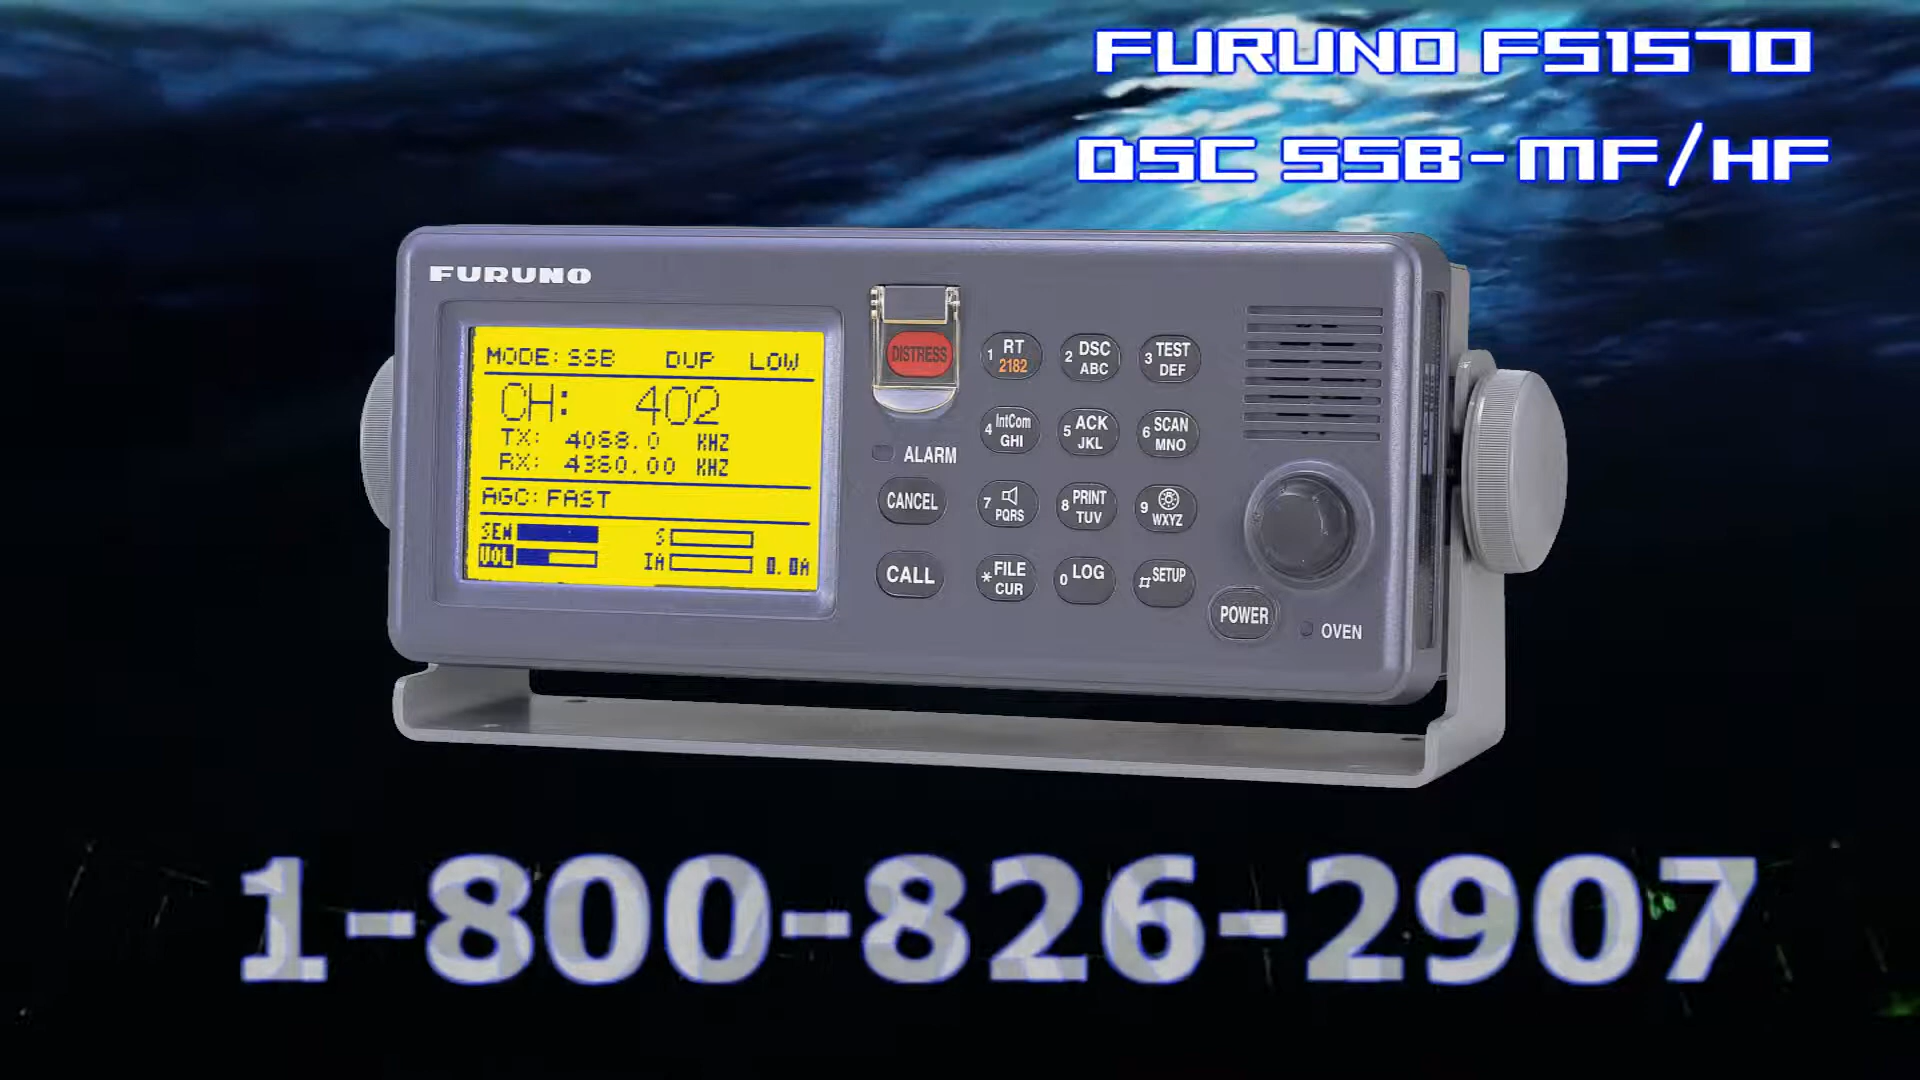 FURUNO FS1570
DSC SSB-MF/HF
FURUNO
MODE: SSB DUP LOW
CH: 402
TX: 4068.0 KHZ
RX: 4360.00 KHZ
AGC: FAST
SEN S
VOL IA 0.0A
DISTRESS
ALARM
CANCEL
CALL
1 RT 2182
2 DSC ABC
3 TEST DEF
4 IntCom GHI
5 ACK JKL
6 SCAN MNO
7 PQRS
8 PRINT TUV
9 WXYZ
* FILE CUR
0 LOG
# SETUP
POWER
OVEN
1-800-826-2907